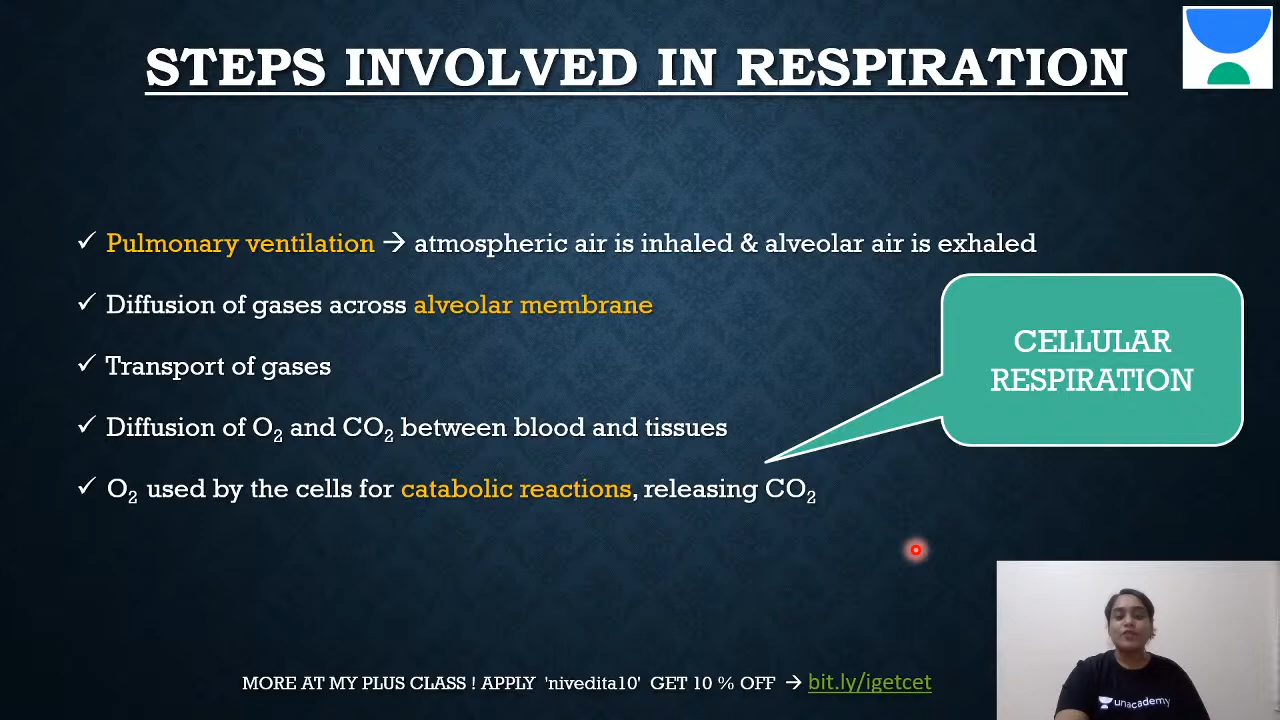 STEPS INVOLVED IN RESPIRATION
✓ Pulmonary ventilation → atmospheric air is inhaled & alveolar air is exhaled
✓ Diffusion of gases across alveolar membrane
✓ Transport of gases
✓ Diffusion of O₂ and CO₂ between blood and tissues
✓ O₂ used by the cells for catabolic reactions, releasing CO₂
CELLULAR
RESPIRATION
MORE AT MY PLUS CLASS ! APPLY 'nivedita10' GET 10 % OFF → bit.ly/igetcet
unacademy